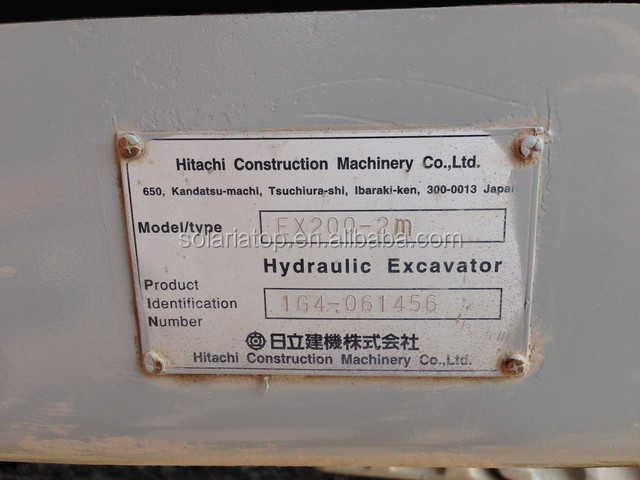 Hitachi Construction Machinery Co.,Ltd.
650, Kandatsu-machi, Tsuchiura-shi, Ibaraki-ken, 300-0013 Japan
Model/type EX200-2m
solariatop.en.alibaba.com
Hydraulic Excavator
Product
Identification 1G4-061456
Number
日立建機株式会社
Hitachi Construction Machinery Co.,Ltd.